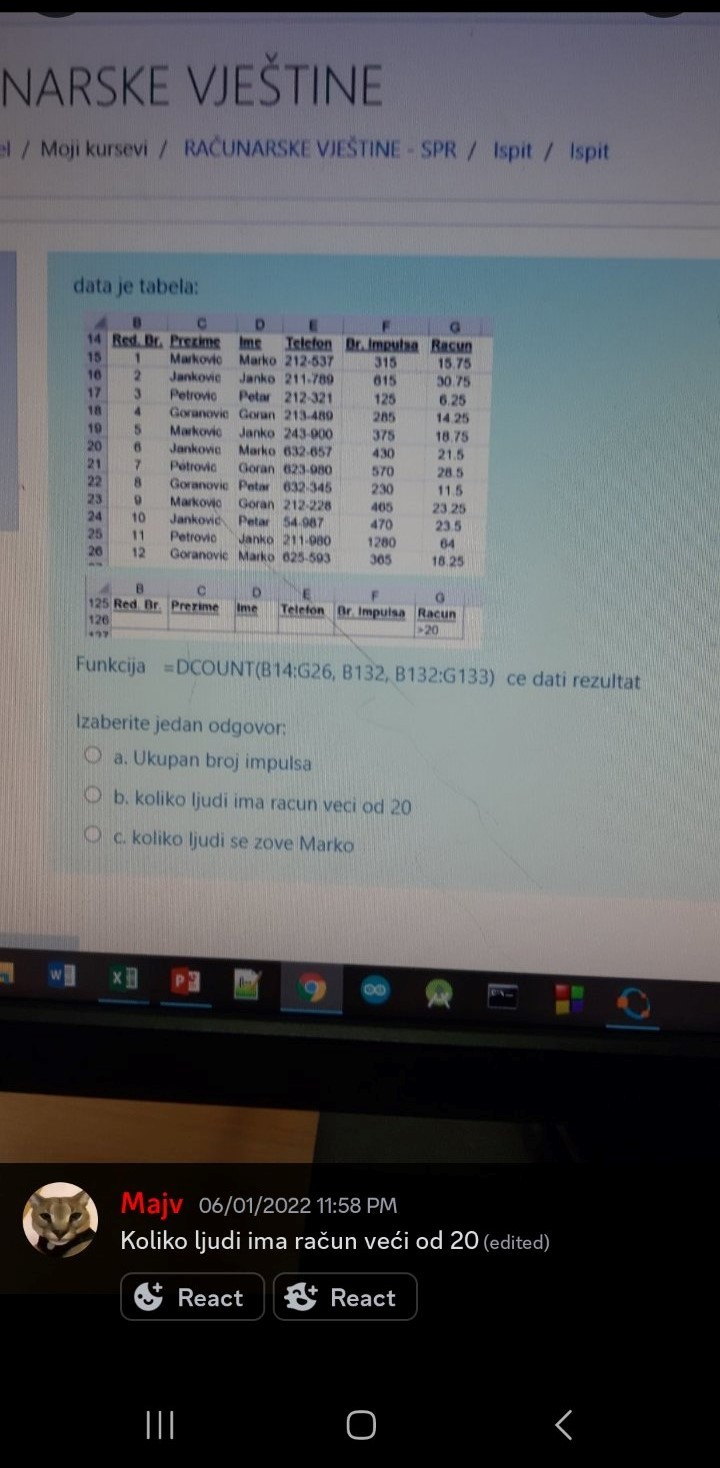 NARSKE VJEŠTINE
el / Moji kursevi / RAČUNARSKE VJEŠTINE - SPR / Ispit / Ispit
data je tabela:
B C D E F G
14 Red. Br. Prezime Ime Telefon Br. Impulsa Racun
15 1 Markovic Marko 212-537 315 15.75
16 2 Jankovic Janko 211-789 615 30.75
17 3 Petrovic Petar 212-321 125 6.25
18 4 Goranovic Goran 213-489 285 14.25
19 5 Markovic Janko 243-900 375 18.75
20 6 Jankovic Marko 632-657 430 21.5
21 7 Petrovic Goran 623-980 570 28.5
22 8 Goranovic Petar 632-345 230 11.5
23 9 Markovic Goran 212-228 465 23.25
24 10 Jankovic Petar 54-987 470 23.5
25 11 Petrovic Janko 211-980 1280 64
26 12 Goranovic Marko 625-593 365 18.25
B C D E F G
125 Red. Br. Prezime Ime Telefon Br. Impulsa Racun
126 >20
Funkcija =DCOUNT(B14:G26, B132, B132:G133) ce dati rezultat
Izaberite jedan odgovor:
a. Ukupan broj impulsa
b. koliko ljudi ima racun veci od 20
c. koliko ljudi se zove Marko
Majv 06/01/2022 11:58 PM
Koliko ljudi ima račun veći od 20 (edited)
React React